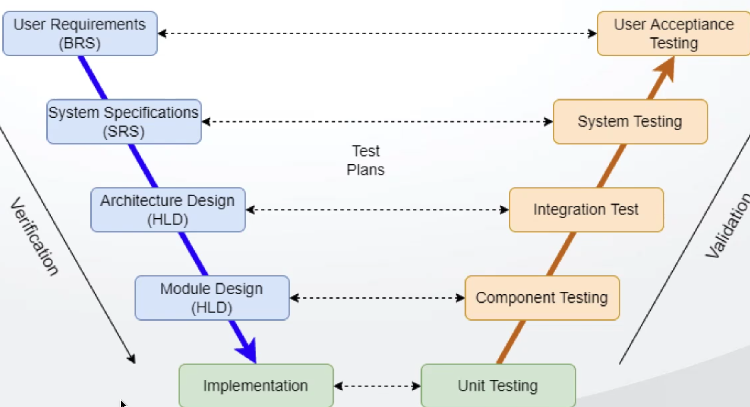 User Requirements
(BRS)
User Acceptance
Testing
System Specifications
(SRS)
System Testing
Test
Plans
Architecture Design
(HLD)
Integration Test
Verification
Validation
Module Design
(HLD)
Component Testing
Implementation
Unit Testing